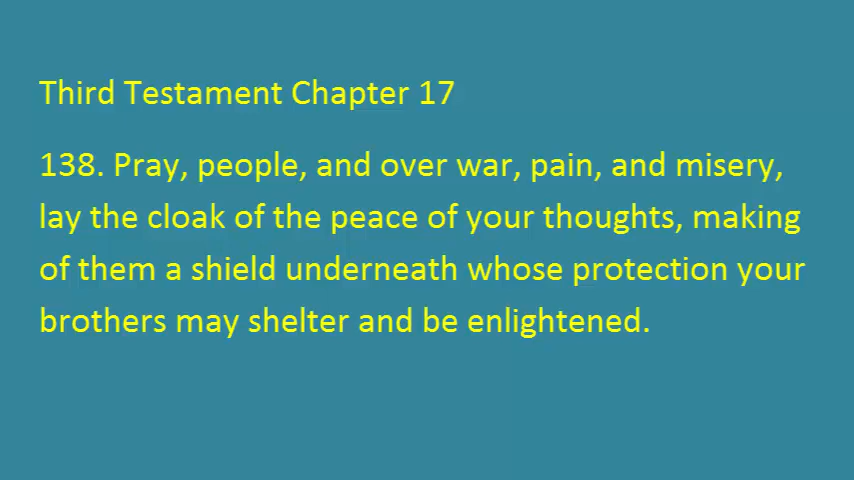 Third Testament Chapter 17
138. Pray, people, and over war, pain, and misery,
lay the cloak of the peace of your thoughts, making
of them a shield underneath whose protection your
brothers may shelter and be enlightened.